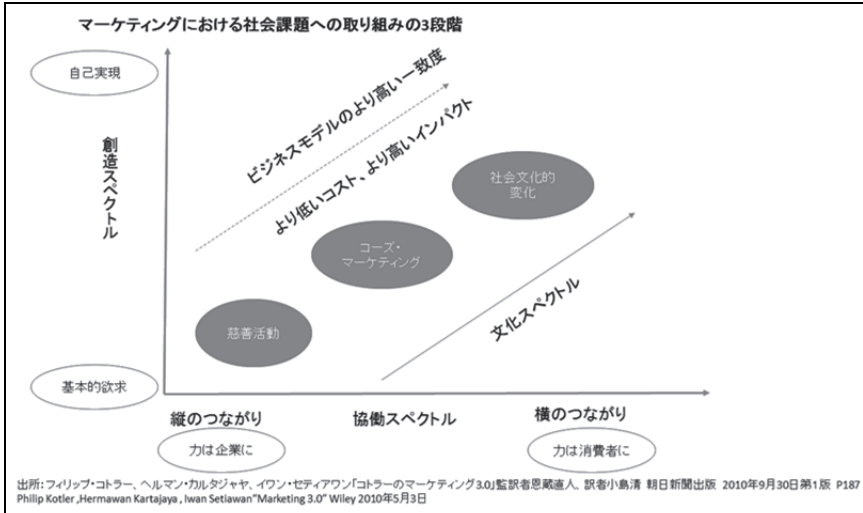 マーケティングにおける社会課題への取り組みの3段階
自己実現
創造スペクトル
ビジネスモデルのより高い一致度
より低いコスト、より高いインパクト
社会文化的
変化
コーズ・
マーケティング
慈善活動
文化スペクトル
基本的欲求
縦のつながり
協働スペクトル
横のつながり
力は企業に
力は消費者に
出所:フィリップ・コトラー、ヘルマン・カルタジャヤ、イワン・セティアワン「コトラーのマーケティング3.0」監訳者恩蔵直人、訳者小島清 朝日新聞出版 2010年9月30日第1版 P187
Philip Kotler ,Hermawan Kartajaya , Iwan Setiawan"Marketing 3.0" Wiley 2010年5月3日